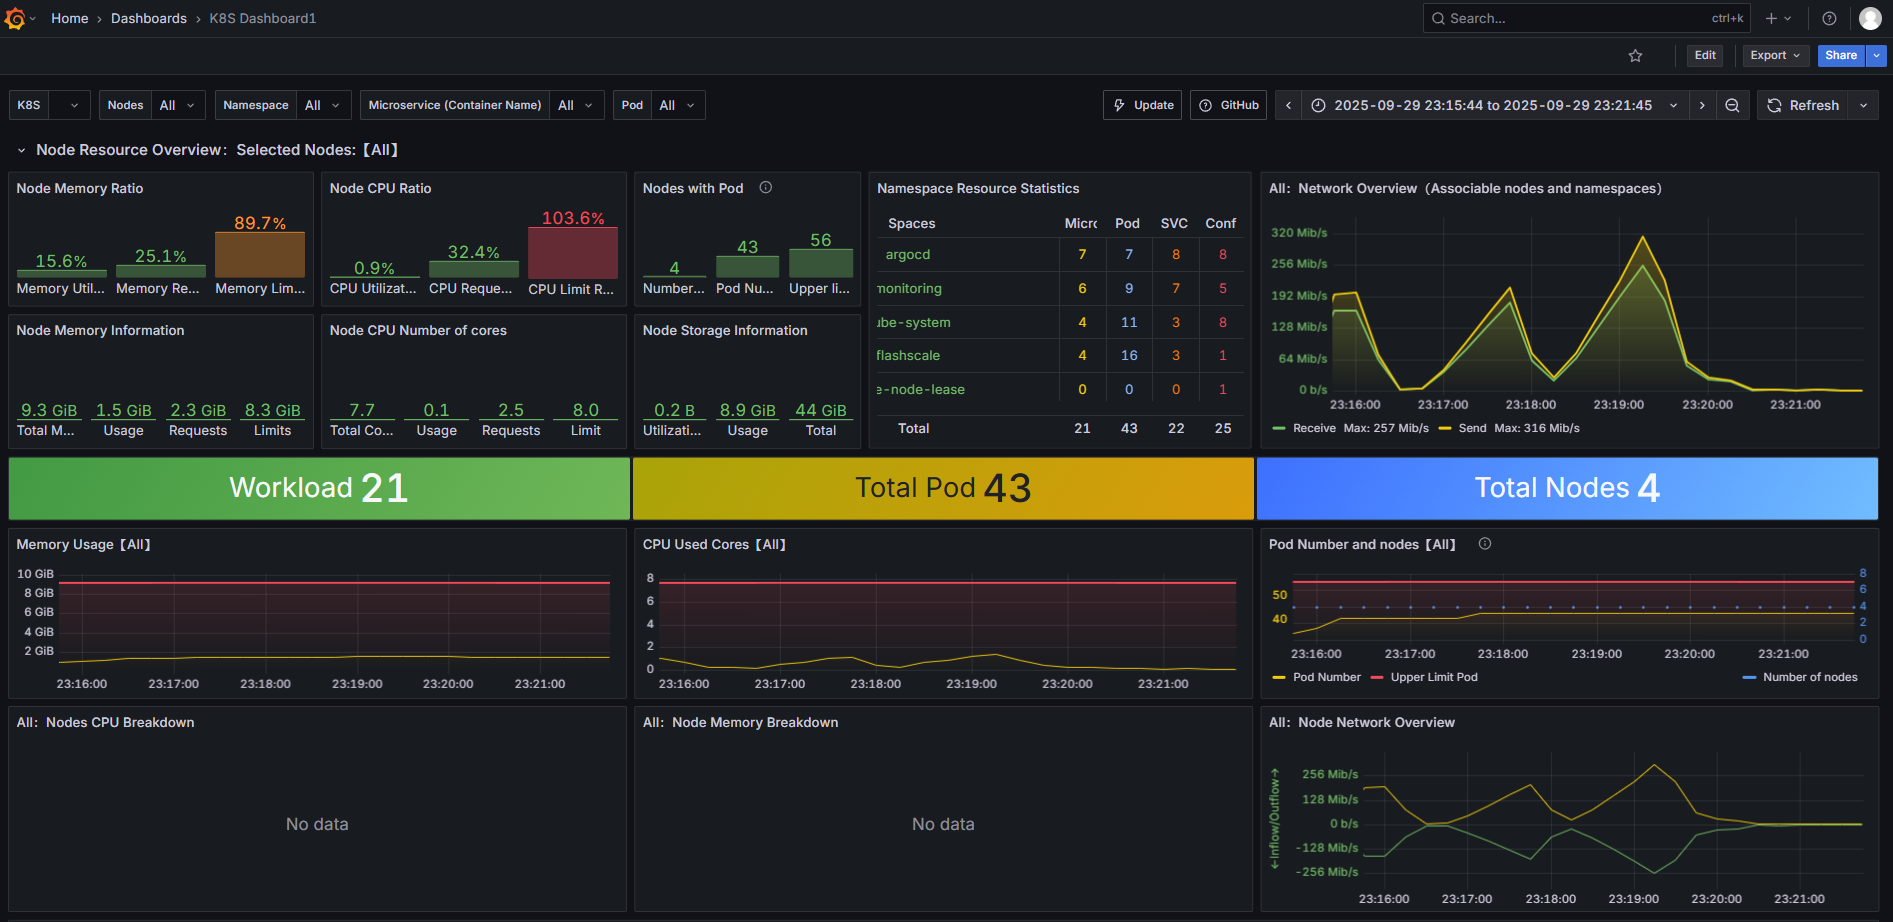 Home › Dashboards › K8S Dashboard1
Search... ctrl+k
Edit Export Share
K8S Nodes All Namespace All Microservice (Container Name) All Pod All
Update GitHub 2025-09-29 23:15:44 to 2025-09-29 23:21:45 Refresh
Node Resource Overview: Selected Nodes:【All】
Node Memory Ratio
15.6% 25.1% 89.7%
Memory Util... Memory Re... Memory Lim...
Node CPU Ratio
0.9% 32.4% 103.6%
CPU Utilizat... CPU Reque... CPU Limit R...
Nodes with Pod
4 43 56
Number... Pod Nu... Upper li...
Node Memory Information
9.3 GiB 1.5 GiB 2.3 GiB 8.3 GiB
Total M... Usage Requests Limits
Node CPU Number of cores
7.7 0.1 2.5 8.0
Total Co... Usage Requests Limit
Node Storage Information
0.2 B 8.9 GiB 44 GiB
Utilizati... Usage Total
Namespace Resource Statistics
Spaces Micro Pod SVC Conf
argocd 7 7 8 8
monitoring 6 9 7 5
ube-system 4 11 3 8
flashscale 4 16 3 1
e-node-lease 0 0 0 1
Total 21 43 22 25
All: Network Overview（Associable nodes and namespaces）
320 Mib/s
256 Mib/s
192 Mib/s
128 Mib/s
64 Mib/s
0 b/s
23:16:00 23:17:00 23:18:00 23:19:00 23:20:00 23:21:00
Receive Max: 257 Mib/s Send Max: 316 Mib/s
Workload 21
Total Pod 43
Total Nodes 4
Memory Usage【All】
10 GiB
8 GiB
6 GiB
4 GiB
2 GiB
23:16:00 23:17:00 23:18:00 23:19:00 23:20:00 23:21:00
CPU Used Cores【All】
8
6
4
2
0
23:16:00 23:17:00 23:18:00 23:19:00 23:20:00 23:21:00
Pod Number and nodes【All】
50
40
8
6
4
2
0
23:16:00 23:17:00 23:18:00 23:19:00 23:20:00 23:21:00
Pod Number Upper Limit Pod Number of nodes
All: Nodes CPU Breakdown
No data
All: Node Memory Breakdown
No data
All: Node Network Overview
←Inflow/Outflow→
256 Mib/s
128 Mib/s
0 b/s
-128 Mib/s
-256 Mib/s
23:16:00 23:17:00 23:18:00 23:19:00 23:20:00 23:21:00